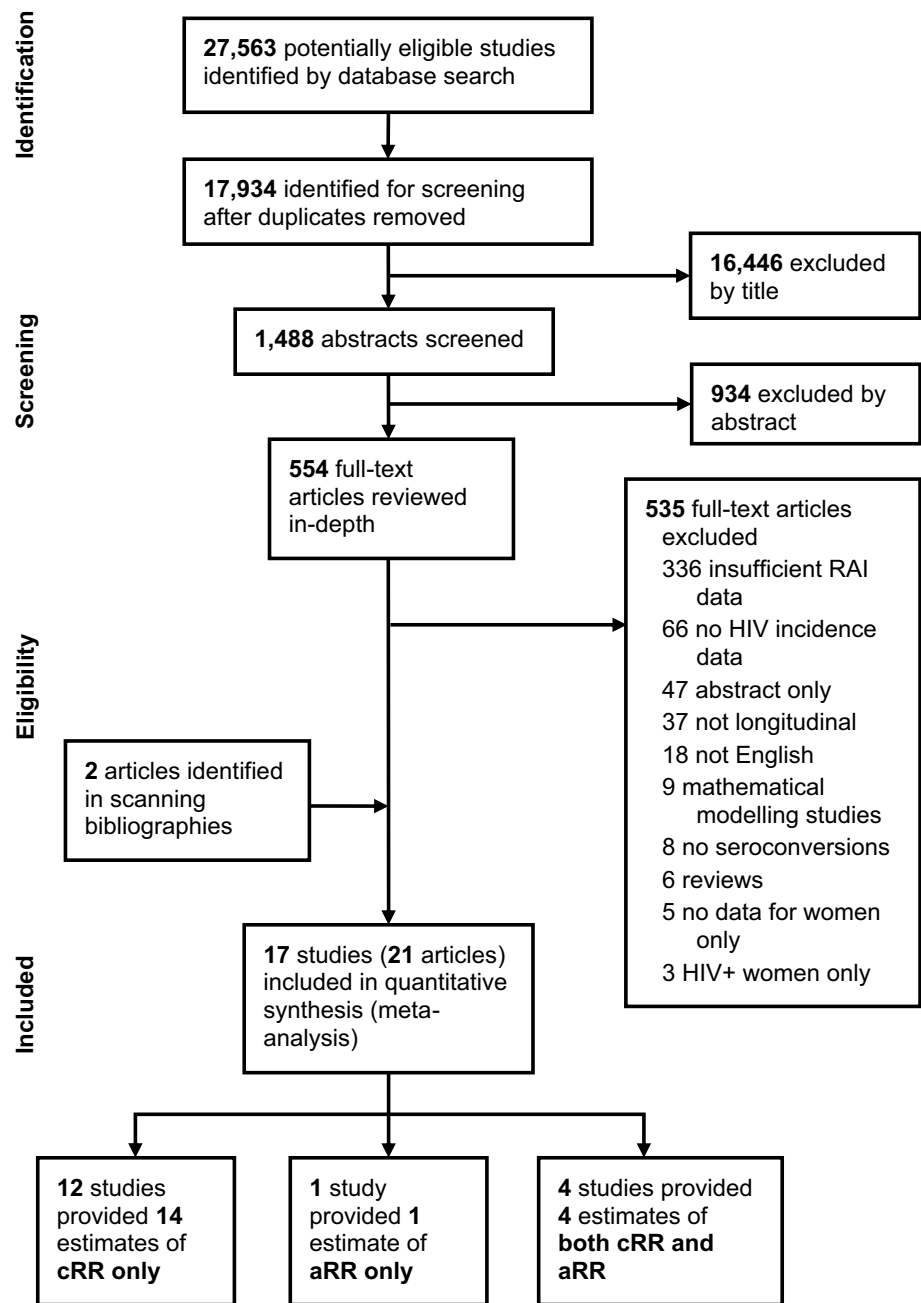 Identification
27,563 potentially eligible studies
identified by database search
17,934 identified for screening
after duplicates removed
16,446 excluded
by title
Screening
1,488 abstracts screened
934 excluded by
abstract
554 full-text
articles reviewed
in-depth
535 full-text articles
excluded
336 insufficient RAI
data
66 no HIV incidence
data
47 abstract only
37 not longitudinal
18 not English
9 mathematical
modelling studies
8 no seroconversions
6 reviews
5 no data for women
only
3 HIV+ women only
Eligibility
2 articles identified
in scanning
bibliographies
Included
17 studies (21 articles)
included in quantitative
synthesis (meta-
analysis)
12 studies
provided 14
estimates of
cRR only
1 study
provided 1
estimate of
aRR only
4 studies provided
4 estimates of
both cRR and
aRR